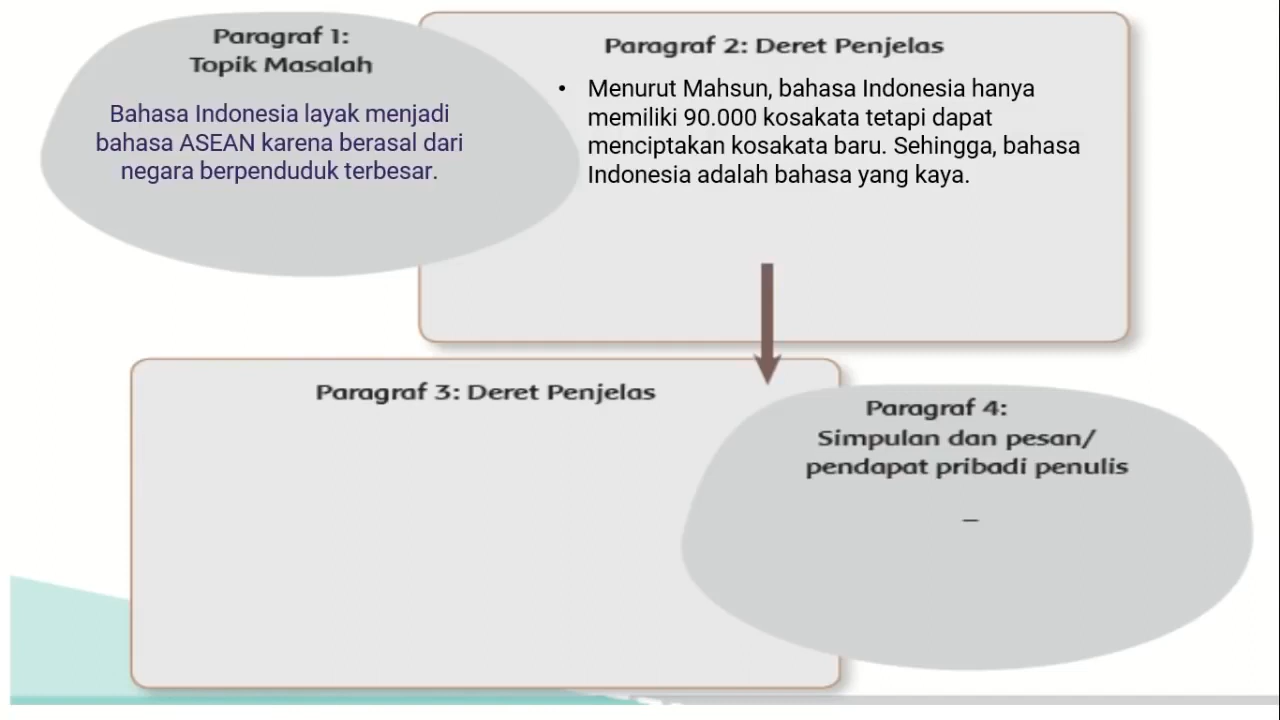 Paragraf 1:
Topik Masalah
Bahasa Indonesia layak menjadi
bahasa ASEAN karena berasal dari
negara berpenduduk terbesar.
Paragraf 2: Deret Penjelas
• Menurut Mahsun, bahasa Indonesia hanya
memiliki 90.000 kosakata tetapi dapat
menciptakan kosakata baru. Sehingga, bahasa
Indonesia adalah bahasa yang kaya.
Paragraf 3: Deret Penjelas
Paragraf 4:
Simpulan dan pesan/
pendapat pribadi penulis
_